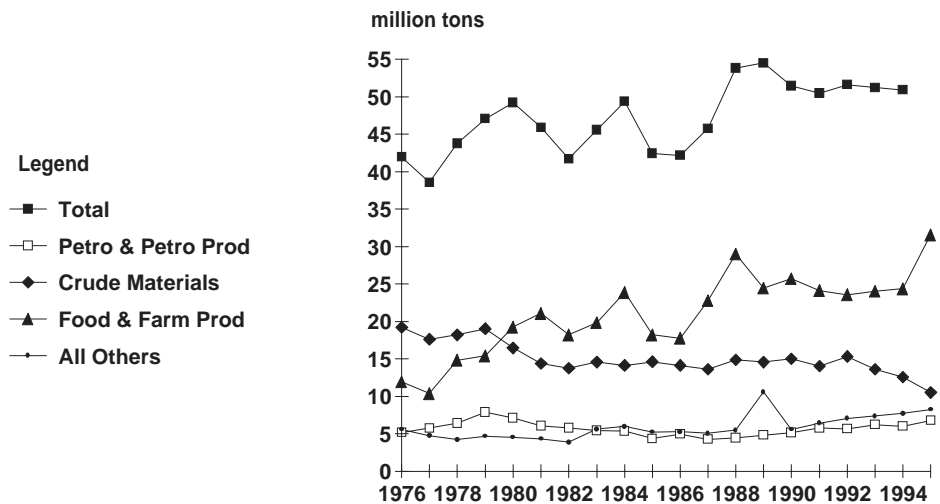 million tons
55
50
45
40
35
30
25
20
15
10
5
0
1976 1978 1980 1982 1984 1986 1988 1990 1992 1994
Legend
Total
Petro & Petro Prod
Crude Materials
Food & Farm Prod
All Others